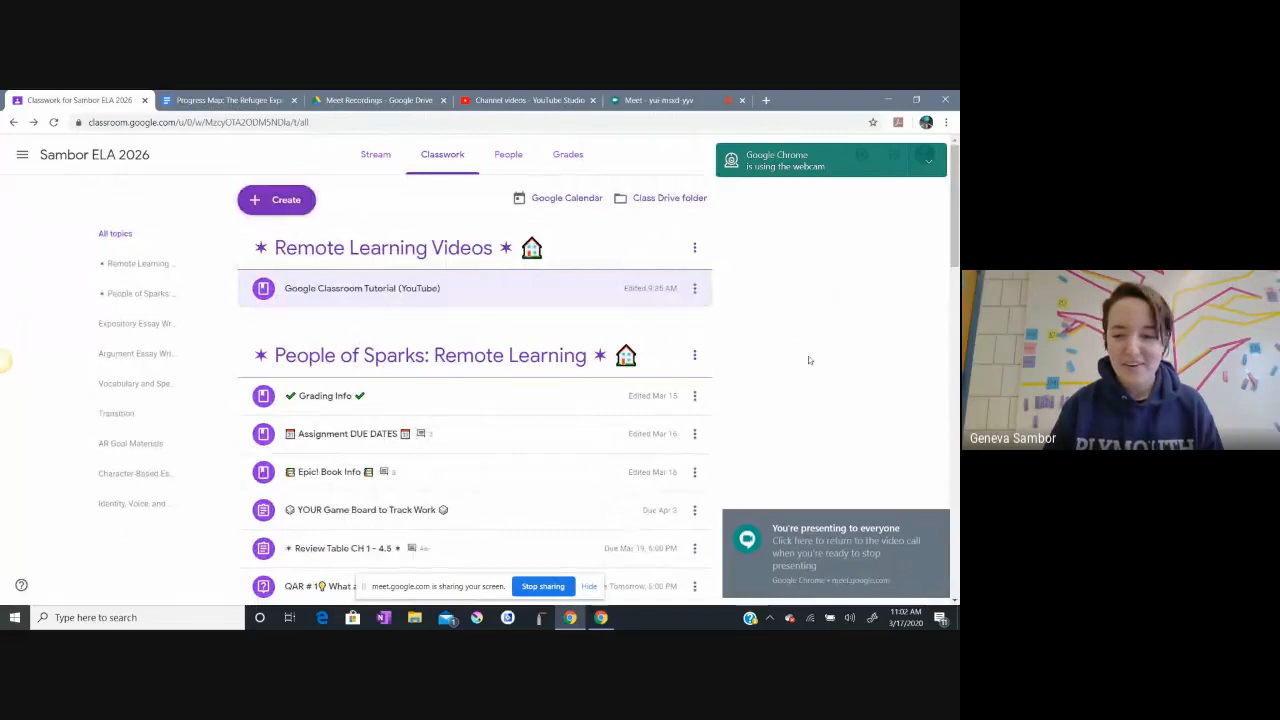 Classwork for Sambor ELA 2026
Progress Map: The Refugee Exp
Meet Recordings - Google Drive
Channel videos - YouTube Studio
Meet - yui-msxd-yyv
classroom.google.com/u/0/w/MzcyOTA2ODM5NDla/t/all
Sambor ELA 2026
Stream
Classwork
People
Grades
Google Chrome
is using the webcam
Create
Google Calendar
Class Drive folder
All topics
✶ Remote Learning ...
✶ People of Sparks: ...
Expository Essay Wr...
Argument Essay Wri...
Vocabulary and Spe...
Transition
AR Goal Materials
Character-Based Es...
Identity, Voice, and ...
✶ Remote Learning Videos ✶ 🏠
Google Classroom Tutorial (YouTube)
Edited 9:35 AM
✶ People of Sparks: Remote Learning ✶ 🏠
✔ Grading Info ✔
Edited Mar 15
📅 Assignment DUE DATES 📅
Edited Mar 16
📚 Epic! Book Info 📚
Edited Mar 16
🎲 YOUR Game Board to Track Work 🎲
Due Apr 3
✶ Review Table CH 1 - 4.5 ✶
Due Mar 19, 5:00 PM
QAR # 1💡 What a
e Tomorrow, 5:00 PM
meet.google.com is sharing your screen.
Stop sharing
Hide
You're presenting to everyone
Click here to return to the video call
when you're ready to stop
presenting
Google Chrome • meet.google.com
Type here to search
11:02 AM
3/17/2020
Geneva Sambor
PLYMOUTH